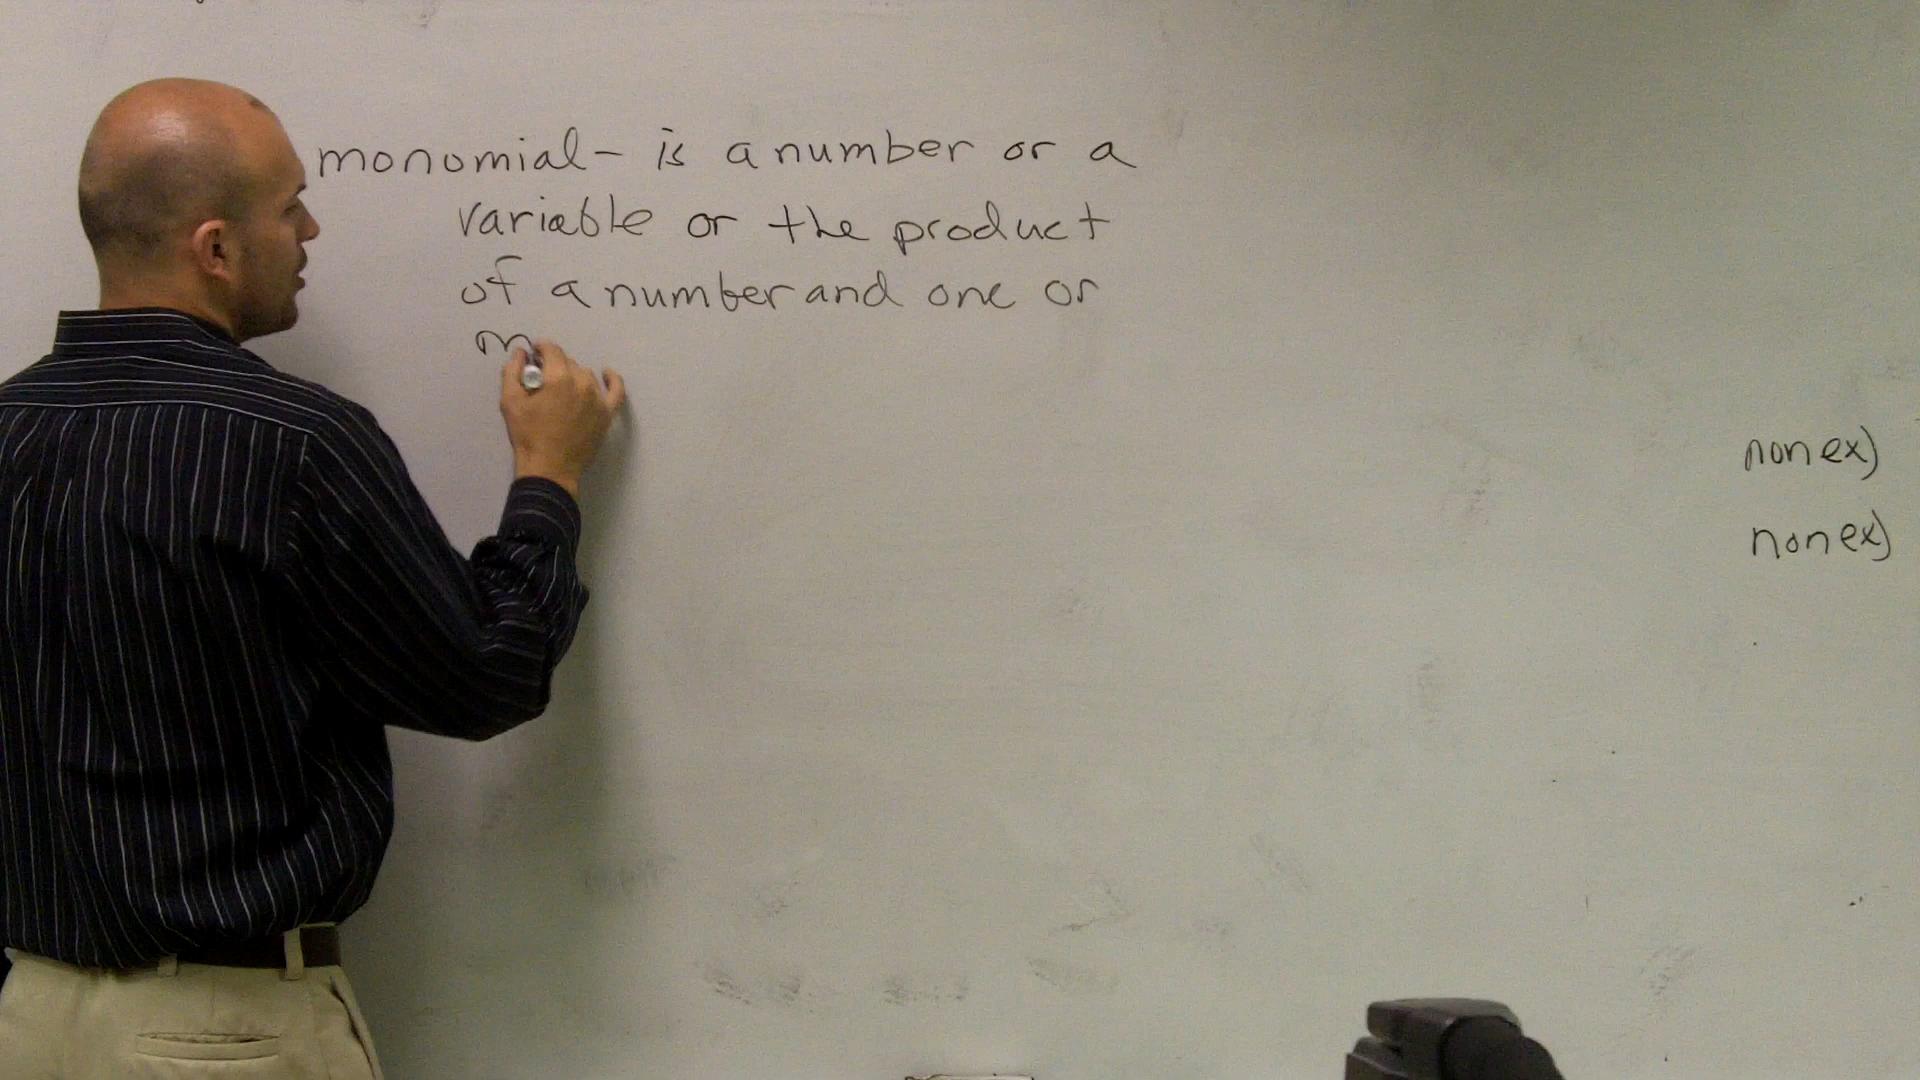 monomial - is a number or a
variable or the product
of a number and one or
m
non ex)
non ex)